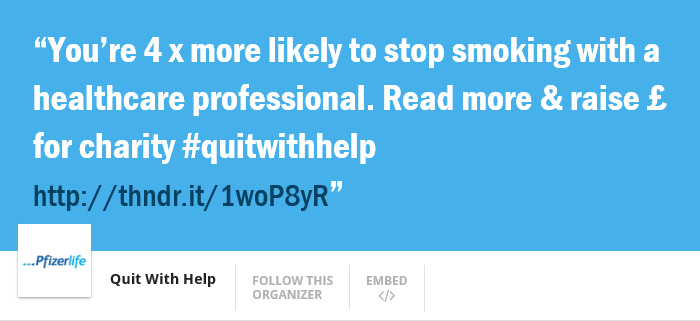 “You’re 4 x more likely to stop smoking with a
healthcare professional. Read more & raise £
for charity #quitwithhelp
http://thndr.it/1woP8yR”
...Pfizerlife
Quit With Help
FOLLOW THIS
ORGANIZER
EMBED
</>